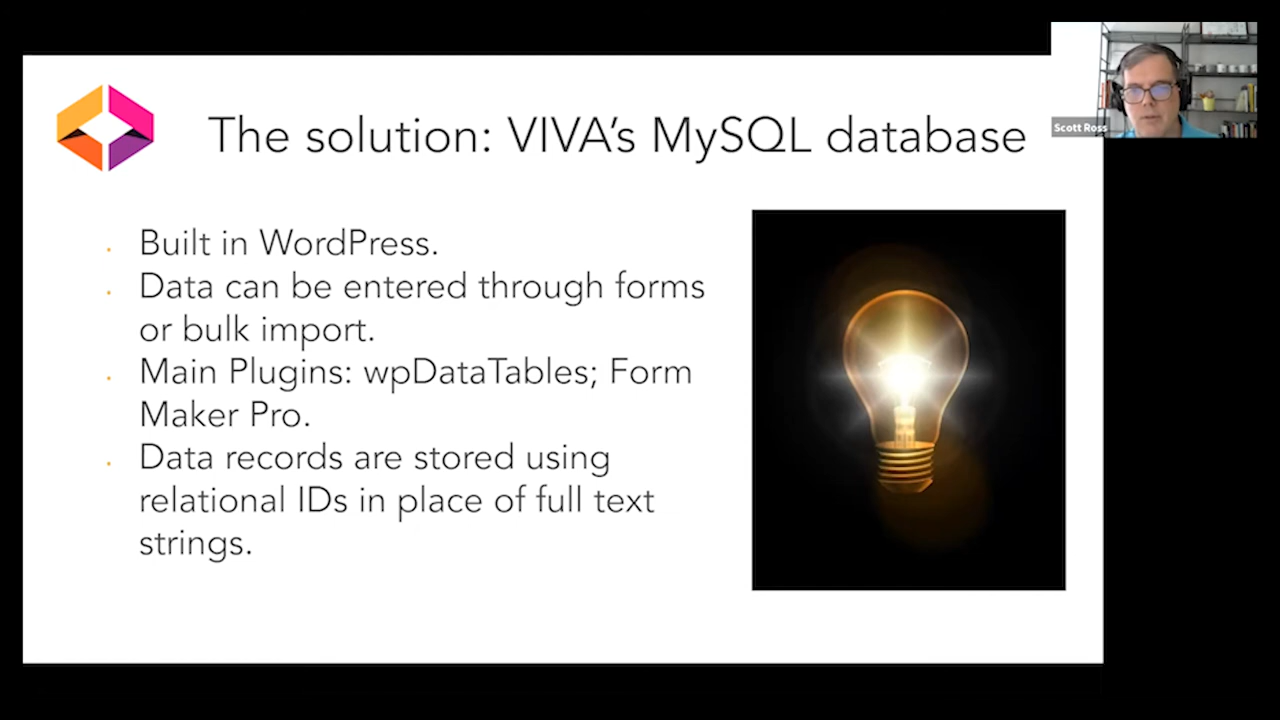 The solution: VIVA's MySQL database
Scott Ross
Built in WordPress.
Data can be entered through forms
or bulk import.
Main Plugins: wpDataTables; Form
Maker Pro.
Data records are stored using
relational IDs in place of full text
strings.